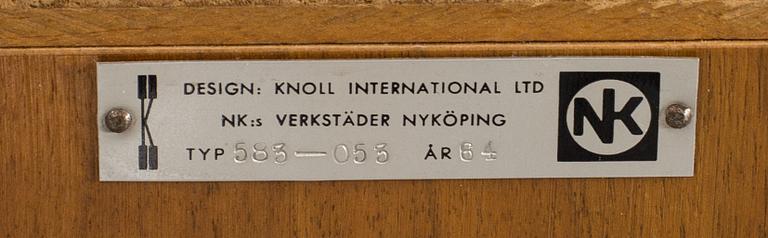 K DESIGN: KNOLL INTERNATIONAL LTD NK
NK:s VERKSTÄDER NYKÖPING
TYP 583—053 ÅR 64